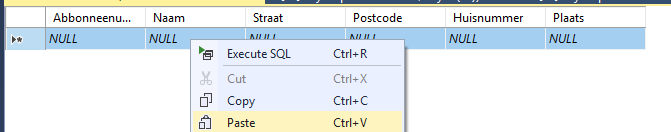 Abbonneenu... Naam Straat Postcode Huisnummer Plaats
NULL NULL NULL NULL NULL NULL
Execute SQL Ctrl+R
Cut Ctrl+X
Copy Ctrl+C
Paste Ctrl+V